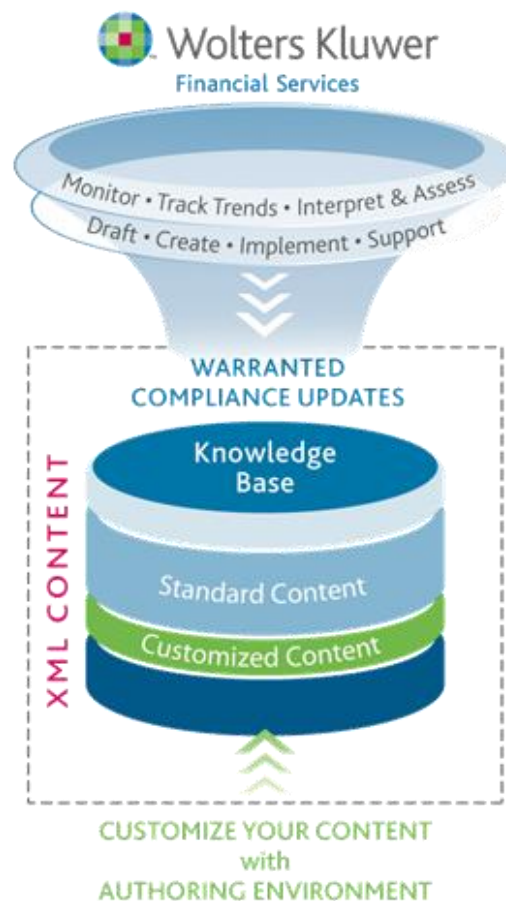 Wolters Kluwer
Financial Services
Monitor • Track Trends • Interpret & Assess
Draft • Create • Implement • Support
WARRANTED
COMPLIANCE UPDATES
Knowledge
Base
XML CONTENT
Standard Content
Customized Content
CUSTOMIZE YOUR CONTENT
with
AUTHORING ENVIRONMENT